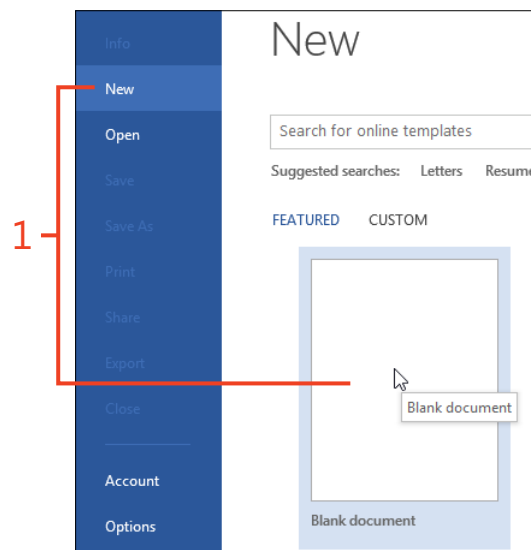 Info
New
Open
Save
Save As
Print
Share
Export
Close
Account
Options
1
New
Search for online templates
Suggested searches: Letters Resume
FEATURED CUSTOM
Blank document
Blank document